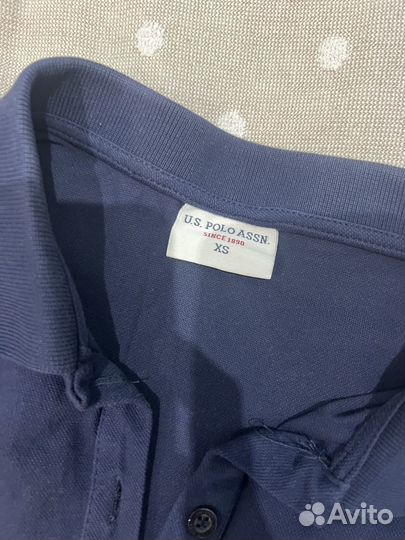 U.S. POLO ASSN.
SINCE 1890
XS
Avito